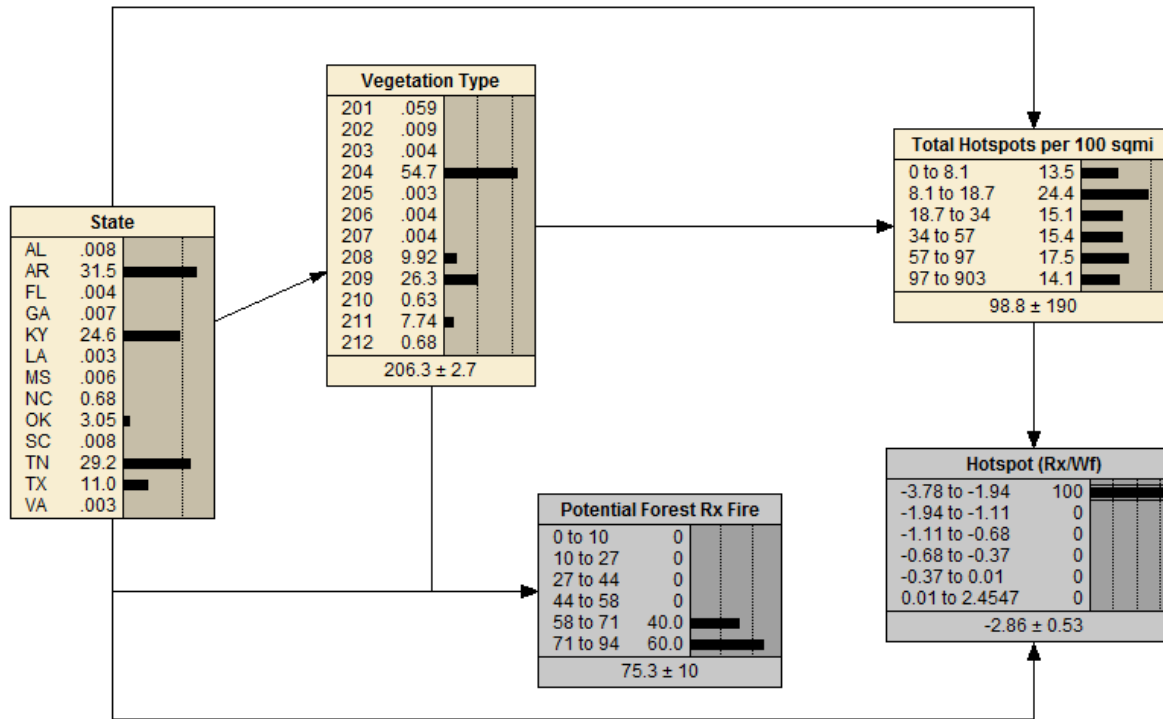 State
AL .008
AR 31.5
FL .004
GA .007
KY 24.6
LA .003
MS .006
NC 0.68
OK 3.05
SC .008
TN 29.2
TX 11.0
VA .003
Vegetation Type
201 .059
202 .009
203 .004
204 54.7
205 .003
206 .004
207 .004
208 9.92
209 26.3
210 0.63
211 7.74
212 0.68
206.3 ± 2.7
Total Hotspots per 100 sqmi
0 to 8.1 13.5
8.1 to 18.7 24.4
18.7 to 34 15.1
34 to 57 15.4
57 to 97 17.5
97 to 903 14.1
98.8 ± 190
Potential Forest Rx Fire
0 to 10 0
10 to 27 0
27 to 44 0
44 to 58 0
58 to 71 40.0
71 to 94 60.0
75.3 ± 10
Hotspot (Rx/Wf)
-3.78 to -1.94 100
-1.94 to -1.11 0
-1.11 to -0.68 0
-0.68 to -0.37 0
-0.37 to 0.01 0
0.01 to 2.4547 0
-2.86 ± 0.53